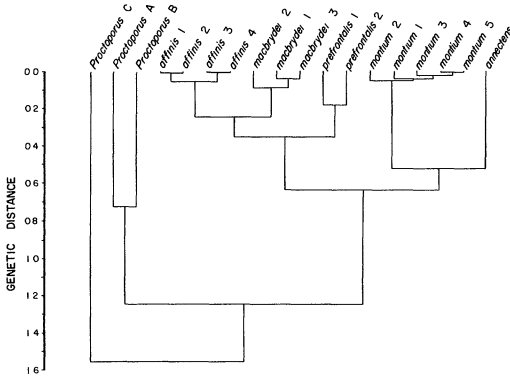 Proctoporus C
Proctoporus A
Proctoporus B
affinis 1
affinis 2
affinis 3
affinis 4
macbrydei 2
macbrydei 1
macbrydei 3
prefrontalis 1
prefrontalis 2
montium 2
montium 1
montium 3
montium 4
montium 5
annectens
GENETIC DISTANCE
0 0
0 2
0 4
0 6
0 8
1 0
1 2
1 4
1 6